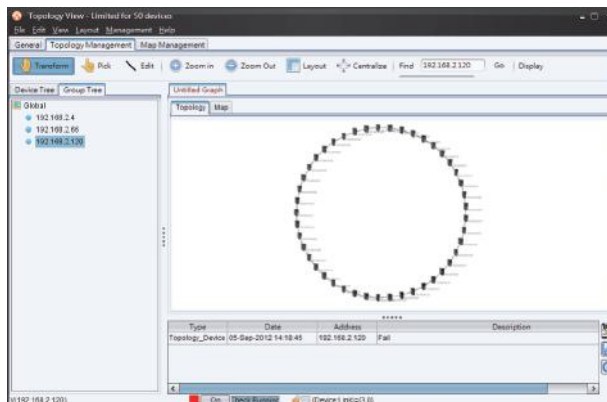 Topology View - Limited for 50 devices
File Edit View Layout Management Help
General Topology Management Map Management
Transform Pick Edit Zoom in Zoom Out Layout Centralize Find 192.168.2.120 Go Display
Device Tree Group Tree
Untitled Graph
Global
Topology Map
192.168.2.4
192.168.2.66
192.168.2.120
Type Date Address Description
Topology_Device 05-Sep-2012 14:18:45 192.168.2.120 Fail
On Check Running